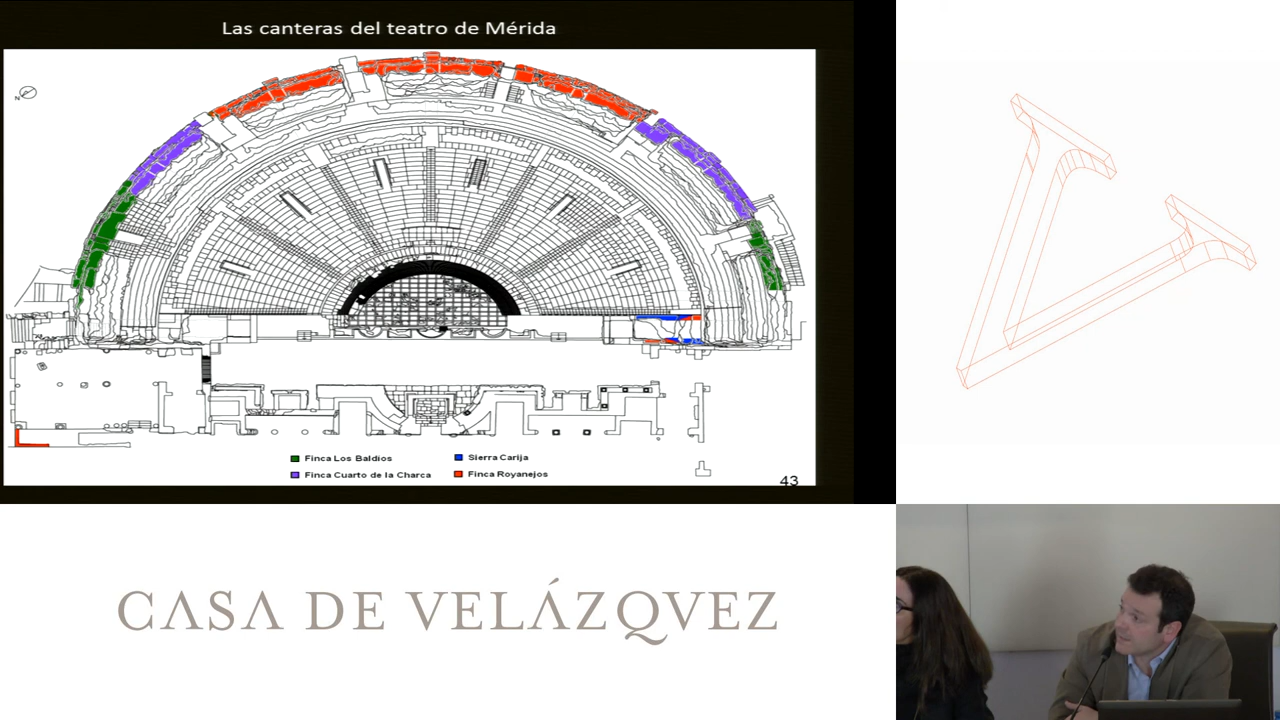 Las canteras del teatro de Mérida
N
Finca Los Baldíos
Sierra Carija
Finca Cuarto de la Charca
Finca Royanejos
43
CASA DE VELÁZQVEZ